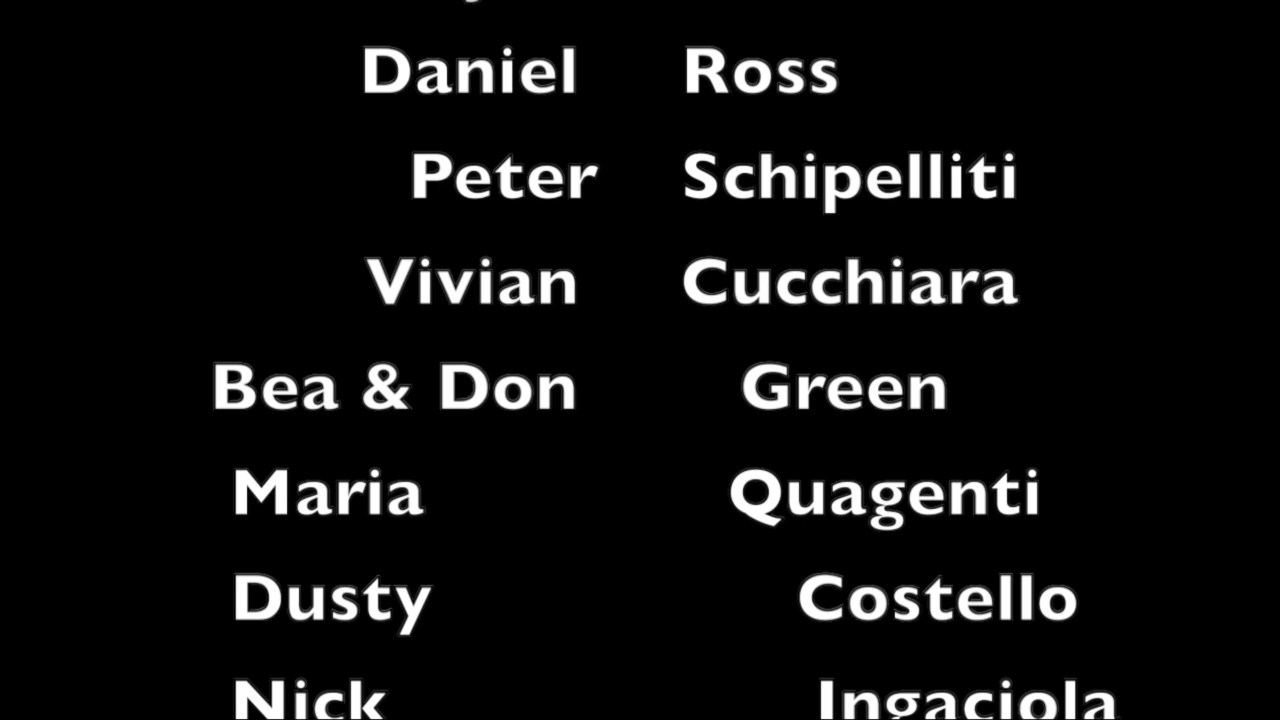 Daniel Ross
Peter Schipelliti
Vivian Cucchiara
Bea & Don Green
Maria Quagenti
Dusty Costello
Nick Ingaciola